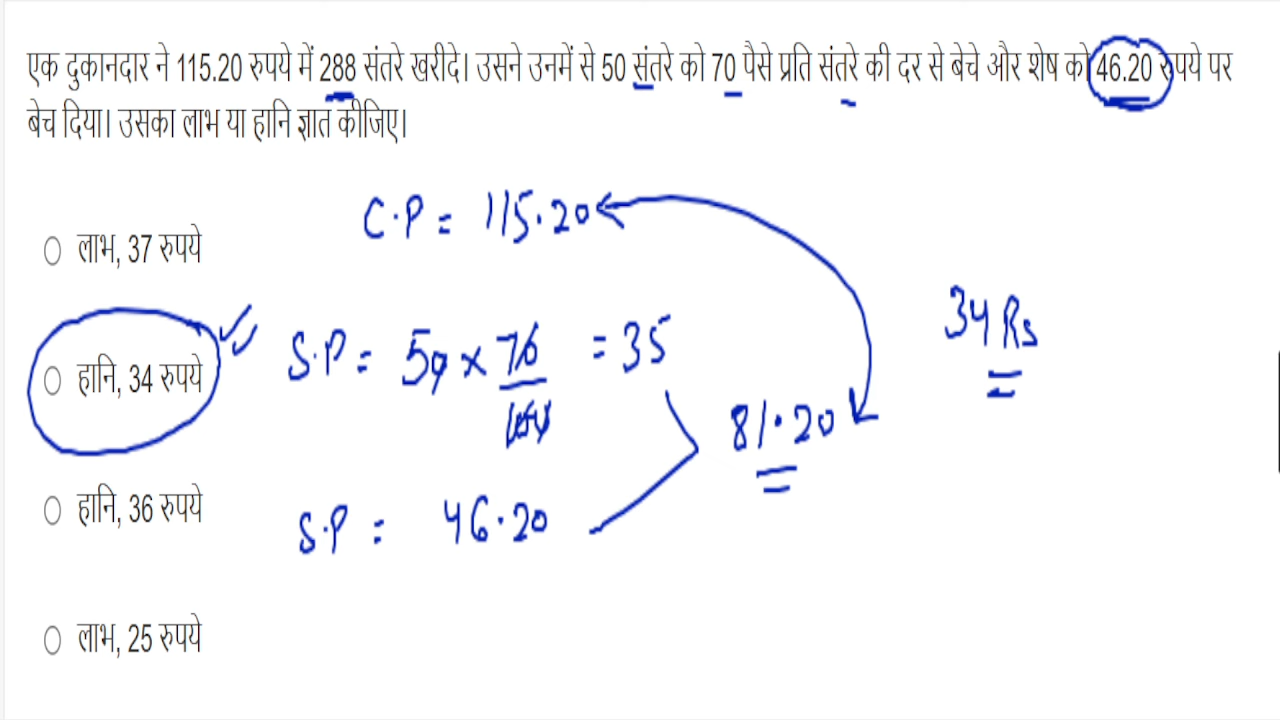 एक दुकानदार ने 115.20 रुपये में 288 संतरे खरीदे। उसने उनमें से 50 संतरे को 70 पैसे प्रति संतरे की दर से बेचे और शेष को 46.20 रुपये पर
बेच दिया। उसका लाभ या हानि ज्ञात कीजिए।
C.P = 115.20
लाभ, 37 रुपये
34 Rs
हानि, 34 रुपये
S.P = 50 x 70/100 = 35
81.20
हानि, 36 रुपये
S.P = 46.20
लाभ, 25 रुपये